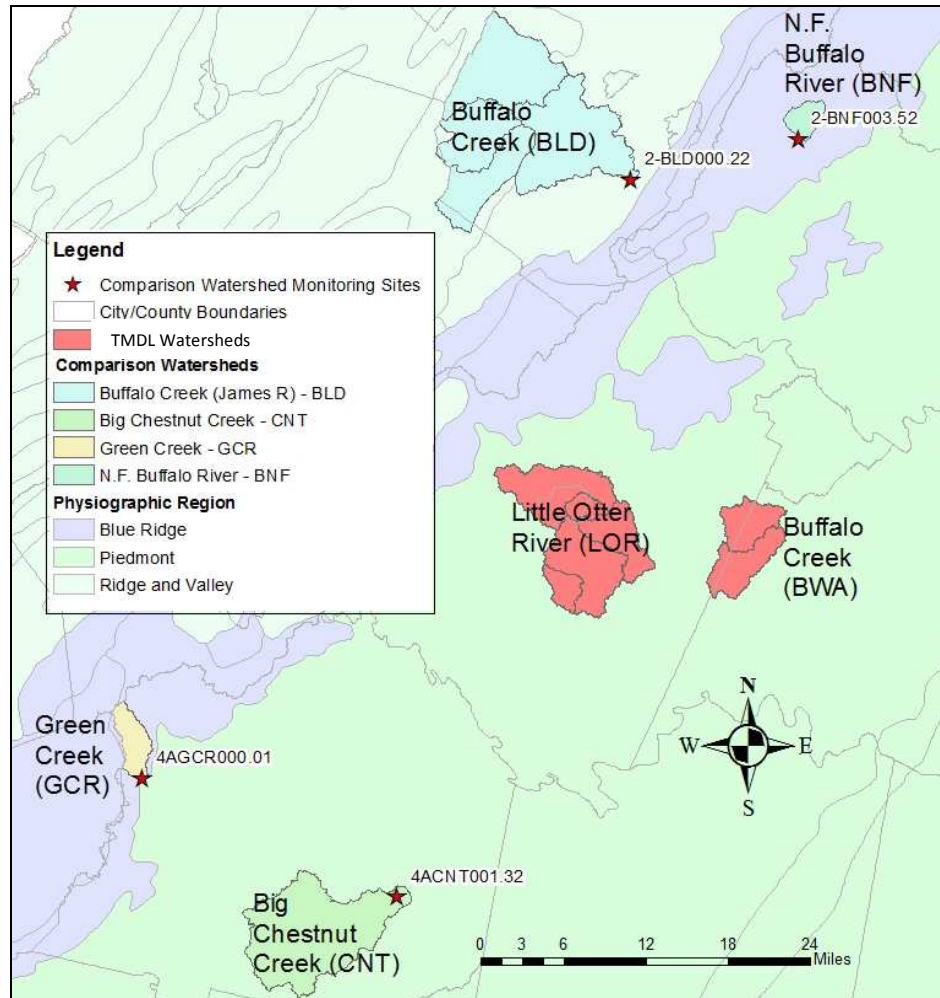 N.F.
Buffalo
River (BNF)
2-BNF003.52
Buffalo
Creek (BLD)
2-BLD000.22
Legend
Comparison Watershed Monitoring Sites
City/County Boundaries
TMDL Watersheds
Comparison Watersheds
Buffalo Creek (James R) - BLD
Big Chestnut Creek - CNT
Green Creek - GCR
N.F. Buffalo River - BNF
Physiographic Region
Blue Ridge
Piedmont
Ridge and Valley
Little Otter
River (LOR)
Buffalo
Creek
(BWA)
N
W
E
S
Green
Creek
(GCR)
4AGCR000.01
4ACNT001.32
Big
Chestnut
Creek (CNT)
0 3 6 12 18 24
Miles